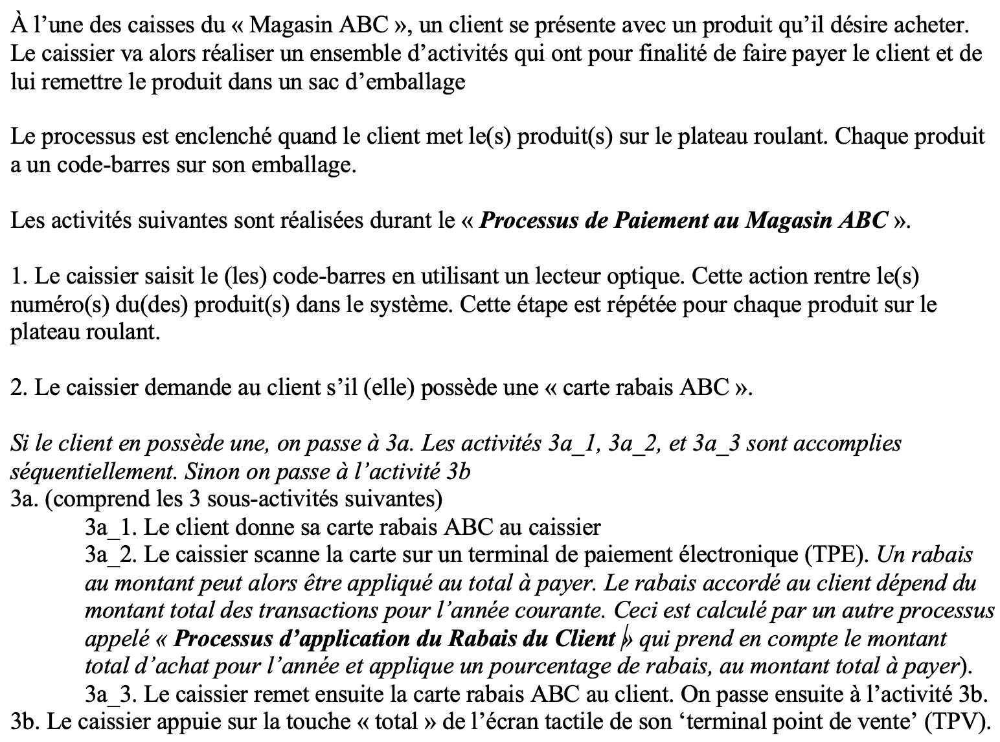 À l’une des caisses du « Magasin ABC », un client se présente avec un produit qu’il désire acheter.
Le caissier va alors réaliser un ensemble d’activités qui ont pour finalité de faire payer le client et de
lui remettre le produit dans un sac d’emballage
Le processus est enclenché quand le client met le(s) produit(s) sur le plateau roulant. Chaque produit
a un code-barres sur son emballage.
Les activités suivantes sont réalisées durant le « Processus de Paiement au Magasin ABC ».
1. Le caissier saisit le (les) code-barres en utilisant un lecteur optique. Cette action rentre le(s)
numéro(s) du(des) produit(s) dans le système. Cette étape est répétée pour chaque produit sur le
plateau roulant.
2. Le caissier demande au client s’il (elle) possède une « carte rabais ABC ».
Si le client en possède une, on passe à 3a. Les activités 3a_1, 3a_2, et 3a_3 sont accomplies
séquentiellement. Sinon on passe à l’activité 3b
3a. (comprend les 3 sous-activités suivantes)
3a_1. Le client donne sa carte rabais ABC au caissier
3a_2. Le caissier scanne la carte sur un terminal de paiement électronique (TPE). Un rabais
au montant peut alors être appliqué au total à payer. Le rabais accordé au client dépend du
montant total des transactions pour l’année courante. Ceci est calculé par un autre processus
appelé « Processus d’application du Rabais du Client » qui prend en compte le montant
total d’achat pour l’année et applique un pourcentage de rabais, au montant total à payer).
3a_3. Le caissier remet ensuite la carte rabais ABC au client. On passe ensuite à l’activité 3b.
3b. Le caissier appuie sur la touche « total » de l’écran tactile de son ‘terminal point de vente’ (TPV).